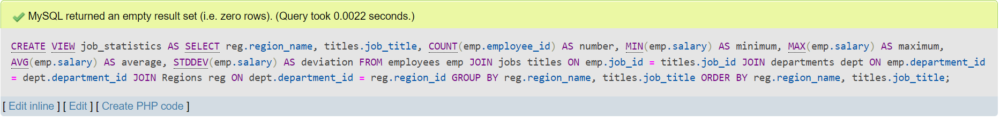 MySQL returned an empty result set (i.e. zero rows). (Query took 0.0022 seconds.)
CREATE VIEW job_statistics AS SELECT reg.region_name, titles.job_title, COUNT(emp.employee_id) AS number, MIN(emp.salary) AS minimum, MAX(emp.salary) AS maximum,
AVG(emp.salary) AS average, STDDEV(emp.salary) AS deviation FROM employees emp JOIN jobs titles ON emp.job_id = titles.job_id JOIN departments dept ON emp.department_id
= dept.department_id JOIN Regions reg ON dept.department_id = reg.region_id GROUP BY reg.region_name, titles.job_title ORDER BY reg.region_name, titles.job_title;
[ Edit inline ] [ Edit ] [ Create PHP code ]